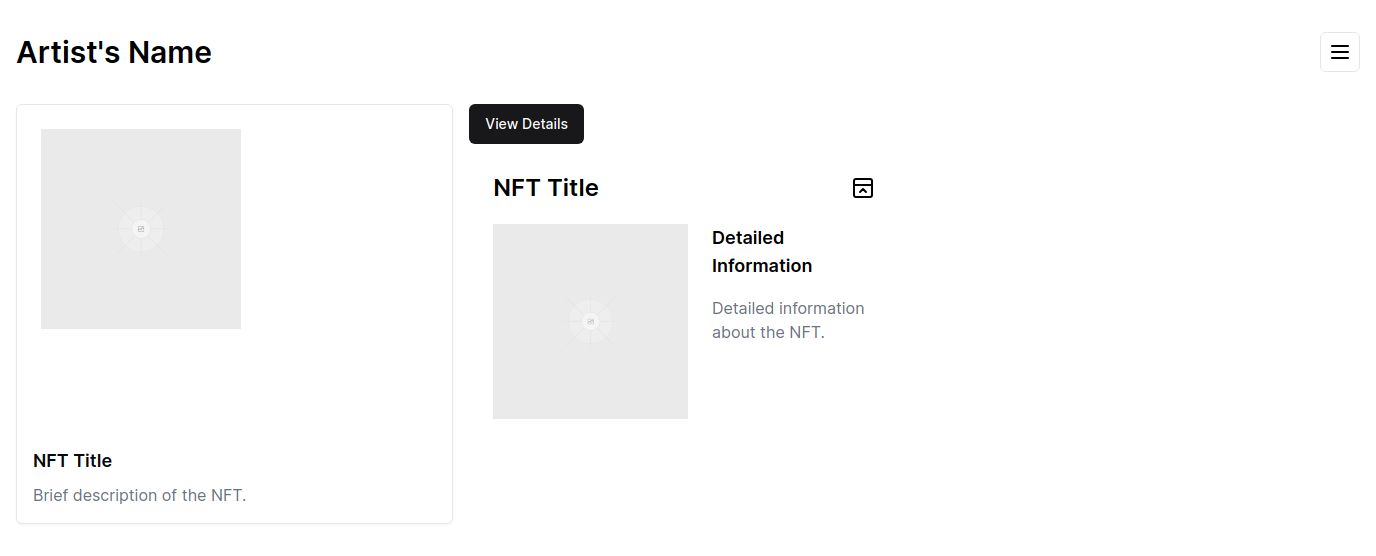 Artist's Name
NFT Title
Brief description of the NFT.
View Details
NFT Title
Detailed
Information
Detailed information
about the NFT.